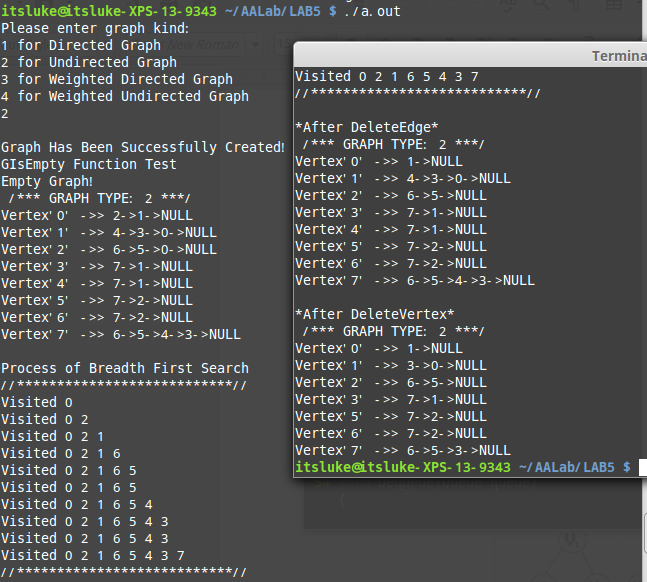 itsluke@itsluke-XPS-13-9343 ~/AALab/LAB5 $ ./a.out
Please enter graph kind:
1 for Directed Graph
2 for Undirected Graph
3 for Weighted Directed Graph
4 for Weighted Undirected Graph
2
Graph Has Been Successfully Created!
GIsEmpty Function Test
Empty Graph!
/*** GRAPH TYPE: 2 ***/
Vertex'0' ->> 2->1->NULL
Vertex'1' ->> 4->3->0->NULL
Vertex'2' ->> 6->5->0->NULL
Vertex'3' ->> 7->1->NULL
Vertex'4' ->> 7->1->NULL
Vertex'5' ->> 7->2->NULL
Vertex'6' ->> 7->2->NULL
Vertex'7' ->> 6->5->4->3->NULL
Process of Breadth First Search
//***************************//
Visited 0
Visited 0 2
Visited 0 2 1
Visited 0 2 1 6
Visited 0 2 1 6 5
Visited 0 2 1 6 5
Visited 0 2 1 6 5 4
Visited 0 2 1 6 5 4 3
Visited 0 2 1 6 5 4 3
Visited 0 2 1 6 5 4 3 7
//***************************//
Visited 0 2 1 6 5 4 3 7
//***************************//
*After DeleteEdge*
/*** GRAPH TYPE: 2 ***/
Vertex'0' ->> 1->NULL
Vertex'1' ->> 4->3->0->NULL
Vertex'2' ->> 6->5->NULL
Vertex'3' ->> 7->1->NULL
Vertex'4' ->> 7->1->NULL
Vertex'5' ->> 7->2->NULL
Vertex'6' ->> 7->2->NULL
Vertex'7' ->> 6->5->4->3->NULL
*After DeleteVertex*
/*** GRAPH TYPE: 2 ***/
Vertex'0' ->> 1->NULL
Vertex'1' ->> 3->0->NULL
Vertex'2' ->> 6->5->NULL
Vertex'3' ->> 7->1->NULL
Vertex'5' ->> 7->2->NULL
Vertex'6' ->> 7->2->NULL
Vertex'7' ->> 6->5->3->NULL
itsluke@itsluke-XPS-13-9343 ~/AALab/LAB5 $